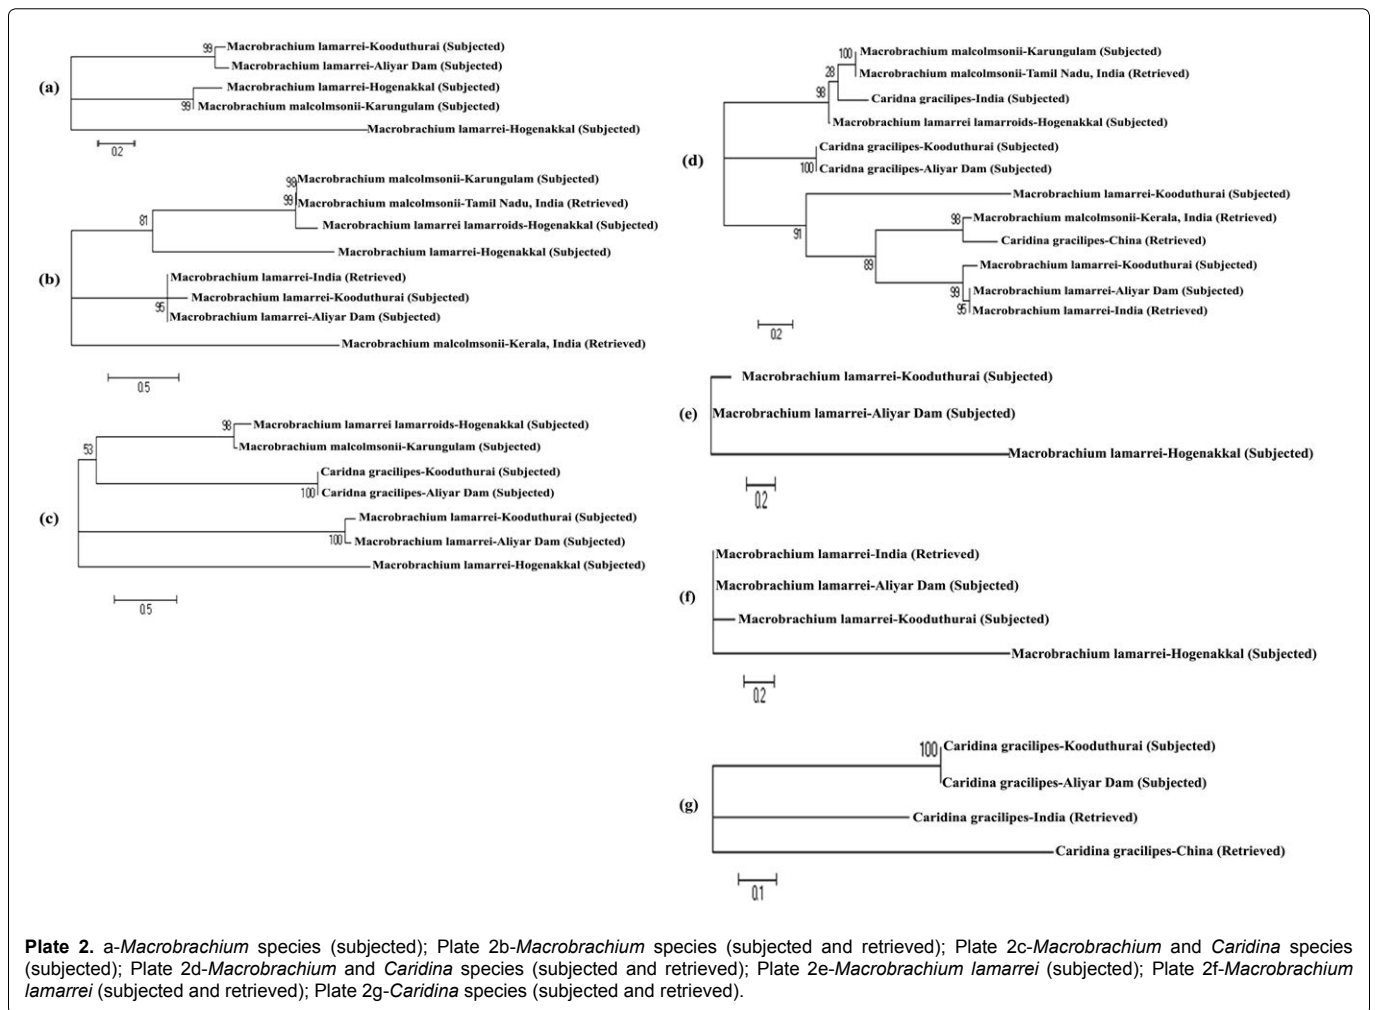 99
Macrobrachium lamarrei-Kooduthurai (Subjected)
Macrobrachium lamarrei-Aliyar Dam (Subjected)
(a)
Macrobrachium lamarrei-Hogenakkal (Subjected)
99
Macrobrachium malcolmsonii-Karungulam (Subjected)
Macrobrachium lamarrei-Hogenakkal (Subjected)
0.2
98
Macrobrachium malcolmsonii-Karungulam (Subjected)
99
Macrobrachium malcolmsonii-Tamil Nadu, India (Retrieved)
81
Macrobrachium lamarrei lamarroids-Hogenakkal (Subjected)
Macrobrachium lamarrei-Hogenakkal (Subjected)
(b)
Macrobrachium lamarrei-India (Retrieved)
Macrobrachium lamarrei-Kooduthurai (Subjected)
95
Macrobrachium lamarrei-Aliyar Dam (Subjected)
Macrobrachium malcolmsonii-Kerala, India (Retrieved)
0.5
98
Macrobrachium lamarrei lamarroids-Hogenakkal (Subjected)
53
Macrobrachium malcolmsonii-Karungulam (Subjected)
Caridna gracilipes-Kooduthurai (Subjected)
100
Caridna gracilipes-Aliyar Dam (Subjected)
(c)
Macrobrachium lamarrei-Kooduthurai (Subjected)
100
Macrobrachium lamarrei-Aliyar Dam (Subjected)
Macrobrachium lamarrei-Hogenakkal (Subjected)
0.5
100
Macrobrachium malcolmsonii-Karungulam (Subjected)
28
Macrobrachium malcolmsonii-Tamil Nadu, India (Retrieved)
98
Caridna gracilipes-India (Subjected)
Macrobrachium lamarrei lamarroids-Hogenakkal (Subjected)
Caridna gracilipes-Kooduthurai (Subjected)
(d)
100
Caridna gracilipes-Aliyar Dam (Subjected)
Macrobrachium lamarrei-Kooduthurai (Subjected)
98
Macrobrachium malcolmsonii-Kerala, India (Retrieved)
91
Caridina gracilipes-China (Retrieved)
89
Macrobrachium lamarrei-Kooduthurai (Subjected)
99
Macrobrachium lamarrei-Aliyar Dam (Subjected)
95
Macrobrachium lamarrei-India (Retrieved)
0.2
Macrobrachium lamarrei-Kooduthurai (Subjected)
(e)
Macrobrachium lamarrei-Aliyar Dam (Subjected)
Macrobrachium lamarrei-Hogenakkal (Subjected)
0.2
Macrobrachium lamarrei-India (Retrieved)
Macrobrachium lamarrei-Aliyar Dam (Subjected)
(f)
Macrobrachium lamarrei-Kooduthurai (Subjected)
Macrobrachium lamarrei-Hogenakkal (Subjected)
0.2
100
Caridina gracilipes-Kooduthurai (Subjected)
Caridina gracilipes-Aliyar Dam (Subjected)
(g)
Caridina gracilipes-India (Retrieved)
Caridina gracilipes-China (Retrieved)
0.1
Plate 2. a-Macrobrachium species (subjected); Plate 2b-Macrobrachium species (subjected and retrieved); Plate 2c-Macrobrachium and Caridina species
(subjected); Plate 2d-Macrobrachium and Caridina species (subjected and retrieved); Plate 2e-Macrobrachium lamarrei (subjected); Plate 2f-Macrobrachium
lamarrei (subjected and retrieved); Plate 2g-Caridina species (subjected and retrieved).